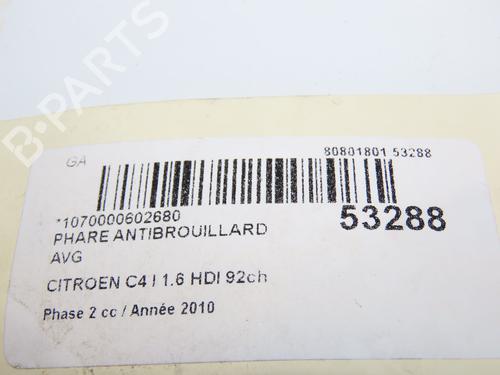 B-PARTS
GA
80801801 53288
*1070000602680
53288
PHARE ANTIBROUILLARD
AVG
CITROEN C4 I 1.6 HDI 92ch
Phase 2 cc / Année 2010